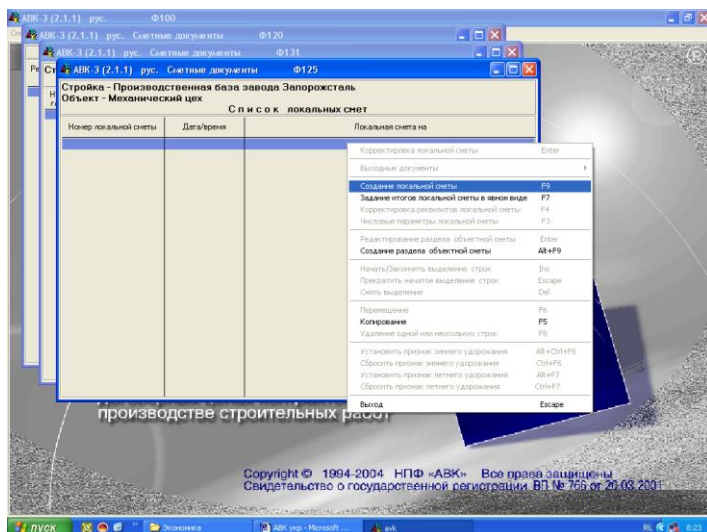 АВК-3 (2.1.1) рус. Ф100
АВК-3 (2.1.1) рус. Сметные документы Ф120
АВК-3 (2.1.1) рус. Сметные документы Ф131
АВК-3 (2.1.1) рус. Сметные документы Ф125
Стройка - Производственная база завода Запорожсталь
Объект - Механический цех
Список локальных смет
Номер локальной сметы Дата/время Локальная смета на
Корректировка локальной сметы Enter
Выходные документы
Создание локальной сметы F9
Задание итогов локальной сметы в явном виде F7
Корректировка реквизитов локальной сметы F4
Числовые параметры локальной сметы F3
Редактирование раздела объектной сметы Enter
Создание раздела объектной сметы Alt+F9
Начать/Закончить выделение строк Ins
Прекратить начатое выделение строк Escape
Снять выделение Del
Перемещение F6
Копирование F5
Удаление одной или нескольких строк F8
Установить признак зимнего удорожания Alt+Ctrl+F6
Сбросить признак зимнего удорожания Ctrl+F6
Установить признак летнего удорожания Alt+F7
Сбросить признак летнего удорожания Ctrl+F7
Выход Escape
производстве строительных работ
Copyright © 1994-2004 НПФ «АВК» Все права защищены
Свидетельство о государственной регистрации ВП № 766 от 26-03-2001
пуск Экономика АВК укр - Microsoft ... avk RL 8:23